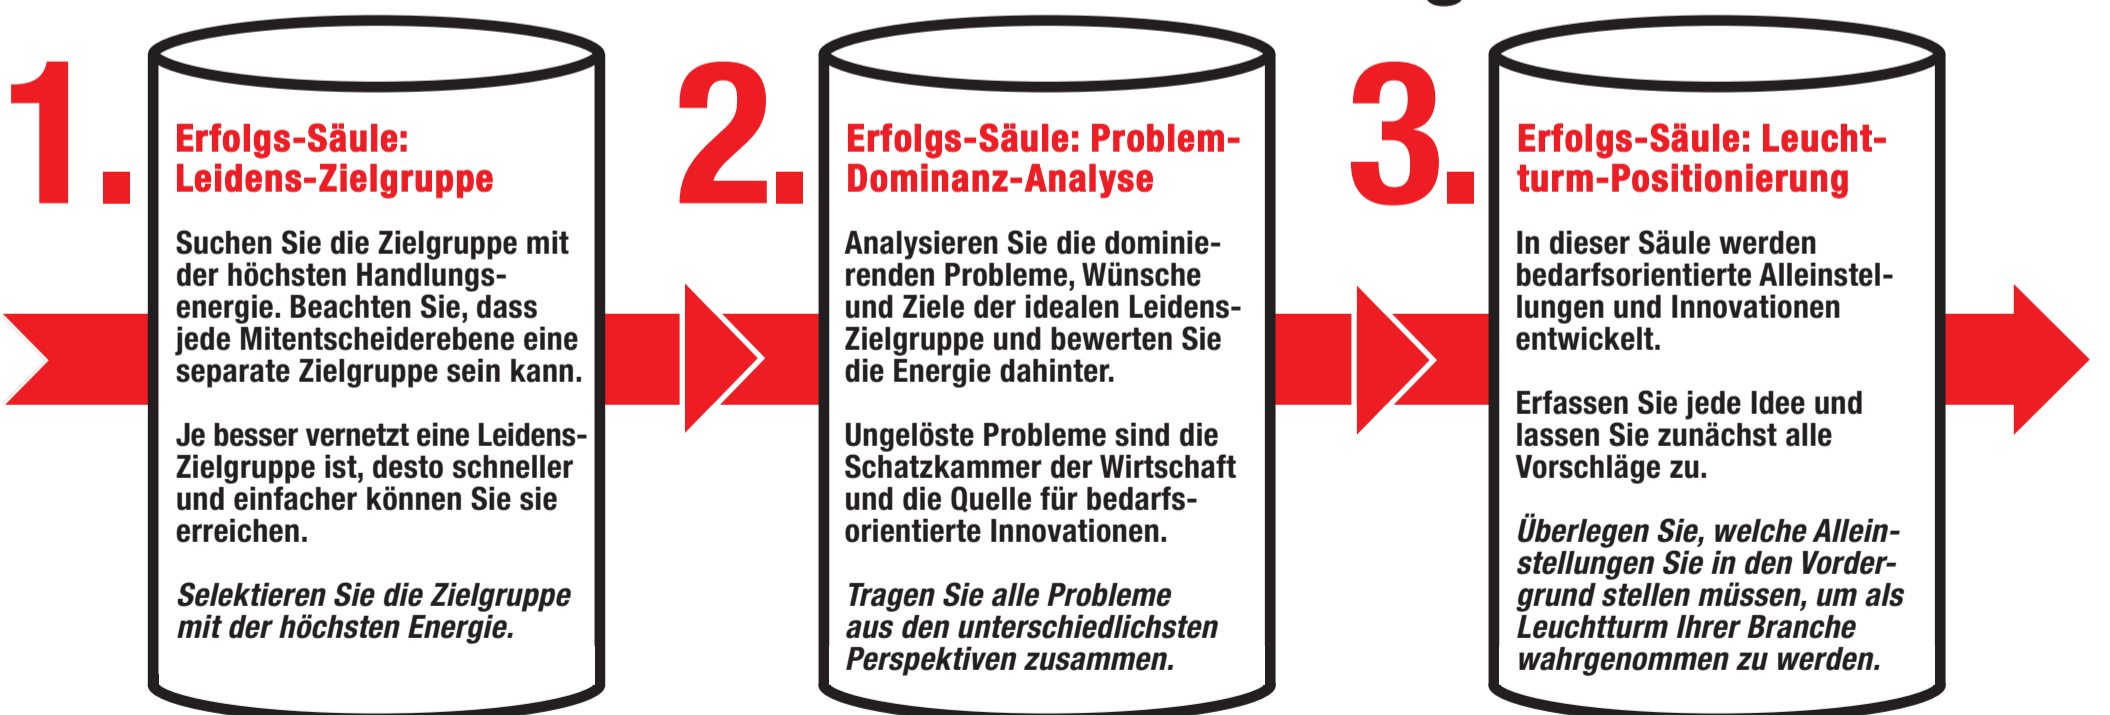 1.
Erfolgs-Säule:
Leidens-Zielgruppe
Suchen Sie die Zielgruppe mit
der höchsten Handlungs-
energie. Beachten Sie, dass
jede Mitentscheiderebene eine
separate Zielgruppe sein kann.
Je besser vernetzt eine Leidens-
Zielgruppe ist, desto schneller
und einfacher können Sie sie
erreichen.
Selektieren Sie die Zielgruppe
mit der höchsten Energie.
2.
Erfolgs-Säule: Problem-
Dominanz-Analyse
Analysieren Sie die dominie-
renden Probleme, Wünsche
und Ziele der idealen Leidens-
Zielgruppe und bewerten Sie
die Energie dahinter.
Ungelöste Probleme sind die
Schatzkammer der Wirtschaft
und die Quelle für bedarfs-
orientierte Innovationen.
Tragen Sie alle Probleme
aus den unterschiedlichsten
Perspektiven zusammen.
3.
Erfolgs-Säule: Leucht-
turm-Positionierung
In dieser Säule werden
bedarfsorientierte Alleinstel-
lungen und Innovationen
entwickelt.
Erfassen Sie jede Idee und
lassen Sie zunächst alle
Vorschläge zu.
Überlegen Sie, welche Allein-
stellungen Sie in den Vorder-
grund stellen müssen, um als
Leuchtturm Ihrer Branche
wahrgenommen zu werden.